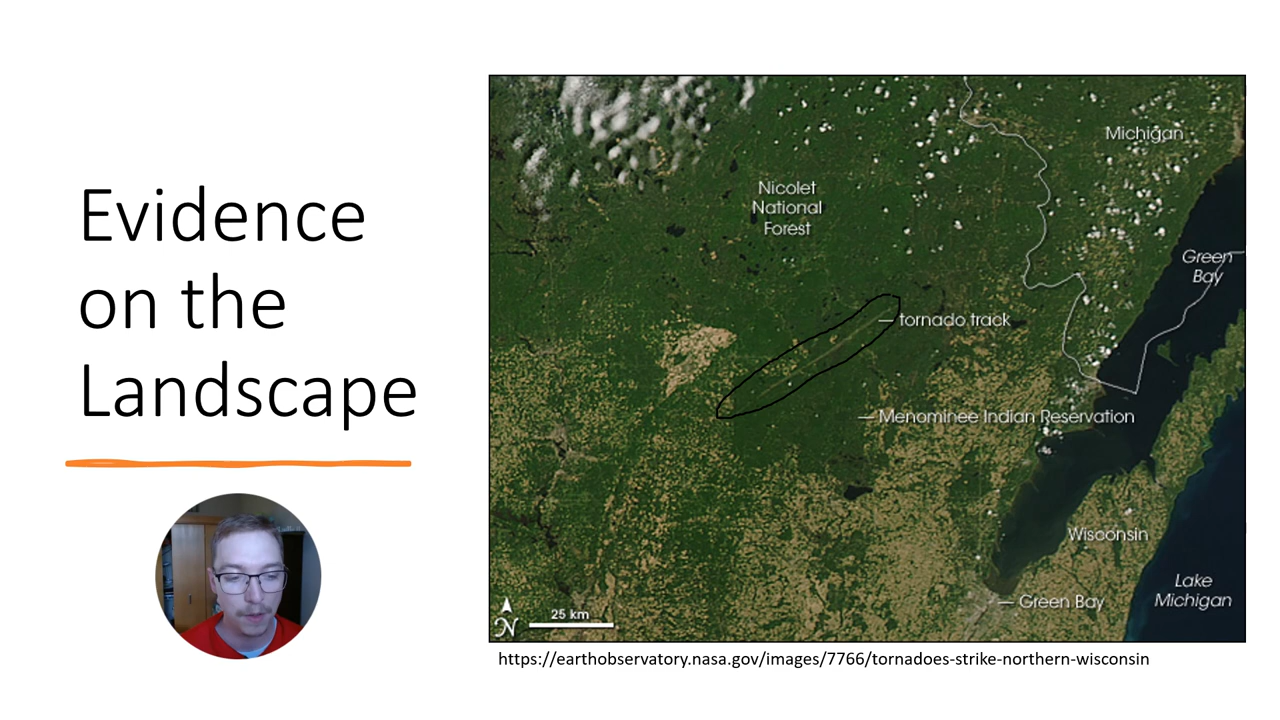 Evidence
on the
Landscape
Michigan
Nicolet
National
Forest
Green
Bay
tornado track
Menominee Indian Reservation
Wisconsin
Lake
Michigan
Green Bay
25 km
N
https://earthobservatory.nasa.gov/images/7766/tornadoes-strike-northern-wisconsin